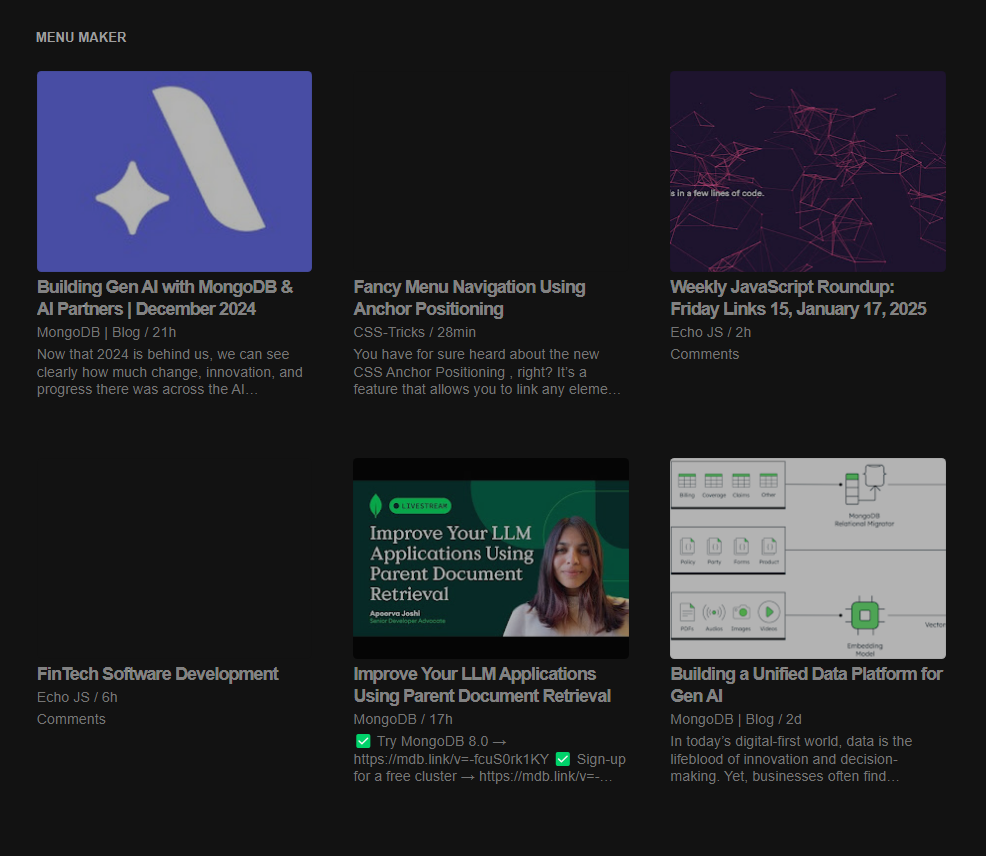 MENU MAKER
s in a few lines of code.
Building Gen AI with MongoDB &
AI Partners | December 2024
MongoDB | Blog / 21h
Now that 2024 is behind us, we can see
clearly how much change, innovation, and
progress there was across the AI…
Fancy Menu Navigation Using
Anchor Positioning
CSS-Tricks / 28min
You have for sure heard about the new
CSS Anchor Positioning , right? It’s a
feature that allows you to link any eleme…
Weekly JavaScript Roundup:
Friday Links 15, January 17, 2025
Echo JS / 2h
Comments
FinTech Software Development
Echo JS / 6h
Comments
LIVESTREAM
Improve Your LLM
Applications Using
Parent Document
Retrieval
Apoorva Joshi
Senior Developer Advocate
Improve Your LLM Applications
Using Parent Document Retrieval
MongoDB / 17h
✅ Try MongoDB 8.0 →
https://mdb.link/v=-fcuS0rk1KY ✅ Sign-up
for a free cluster → https://mdb.link/v=-…
Billing Coverage Claims Other
MongoDB
Relational Migrator
Policy Party Forms Product
PDFs Audios Images Videos
Vector
Embedding
Model
Building a Unified Data Platform for
Gen AI
MongoDB | Blog / 2d
In today’s digital-first world, data is the
lifeblood of innovation and decision-
making. Yet, businesses often find…